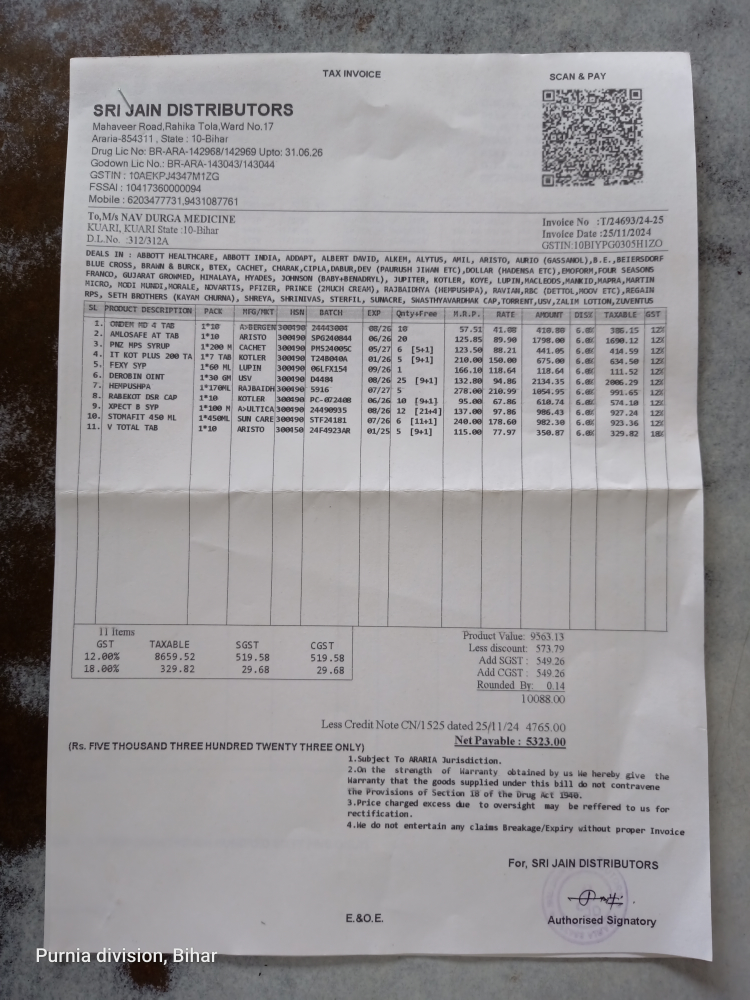 TAX INVOICE
SCAN & PAY
SRI JAIN DISTRIBUTORS
Mahaveer Road,Rahika Tola,Ward No.17
Araria-854311 , State : 10-Bihar
Drug Lic No: BR-ARA-142968/142969 Upto: 31.06.26
Godown Lic No.: BR-ARA-143043/143044
GSTIN : 10AEKPJ4347M1ZG
FSSAI : 10417360000094
Mobile : 6203477731,9431087761
To,M/s NAV DURGA MEDICINE
KUARI, KUARI State :10-Bihar
D.L.No. :312/312A
Invoice No :T/24693/24-25
Invoice Date :25/11/2024
GSTIN:10BIYPG0305H1ZO
DEALS IN : ABBOTT HEALTHCARE, ABBOTT INDIA, ADDAPT, ALBERT DAVID, ALKEM, ALYTUS, AMIL, ARISTO, AURIO (GASSANOL),B.E.,BEIERSDORF
BLUE CROSS, BRAWN & BURCK, BTEX, CACHET, CHARAK,CIPLA,DABUR,DEV (PAURUSH JIWAN ETC),DOLLAR (HADENSA ETC),EMOFORM,FOUR SEASONS
FRANCO, GUJARAT GROWMED, HIMALAYA, HYADES, JOHNSON (BABY+BENADRYL), JUPITER, KOTLER, KOYE, LUPIN,MACLEODS,MANKID,MAPRA,MARTIN
MICRO, MODI MUNDI,MORALE, NOVARTIS, PFIZER, PRINCE (2MUCH CREAM), RAJBAIDHYA (HEMPUSHPA), RAVIAN,RBC (DETTOL,MOOV ETC),REGAIN
RPS, SETH BROTHERS (KAYAM CHURNA), SHREYA, SHRINIVAS, STERFIL, SUNACRE, SWASTHYAVARDHAK CAP,TORRENT,USV,ZALIM LOTION,ZUVENTUS
SL PRODUCT DESCRIPTION PACK MFG/MKT HSN BATCH EXP Qnty+Free M.R.P. RATE AMOUNT DIS% TAXABLE GST
1. ONDEM MD 4 TAB 1*10 A>BERGEN 300490 24443004 08/26 10 57.51 41.08 410.80 6.0% 386.15 12%
2. AMLOSAFE AT TAB 1*10 ARISTO 300490 SPG240844 06/26 20 125.85 89.90 1798.00 6.0% 1690.12 12%
3. PNZ MPS SYRUP 1*200 M CACHET 300490 PMS24005C 05/27 6 [5+1] 123.50 88.21 441.05 6.0% 414.59 12%
4. IT KOT PLUS 200 TA 1*7 TAB KOTLER 300490 T24B040A 01/26 5 [9+1] 210.00 150.00 675.00 6.0% 634.50 12%
5. FEXY SYP 1*60 ML LUPIN 300490 06LFX154 09/26 1 166.10 118.64 118.64 6.0% 111.52 12%
6. DEROBIN OINT 1*30 GM USV 300490 D4484 08/26 25 [9+1] 132.80 94.86 2134.35 6.0% 2006.29 12%
7. HEMPUSHPA 1*170ML RAJBAIDH 300490 5916 07/27 5 278.00 210.99 1054.95 6.0% 991.65 12%
8. RABEKOT DSR CAP 1*10 KOTLER 300490 PC-072408 06/26 10 [9+1] 95.00 67.86 610.74 6.0% 574.10 12%
9. XPECT B SYP 1*100 M A>ULTICA 300490 24490935 08/26 12 [21+4] 137.00 97.86 986.43 6.0% 927.24 12%
10. STOMAFIT 450 ML 1*450ML SUN CARE 300490 STF24181 07/26 6 [11+1] 240.00 178.60 982.30 6.0% 923.36 12%
11. V TOTAL TAB 1*10 ARISTO 300450 24F4923AR 01/25 5 [9+1] 115.00 77.97 350.87 6.0% 329.82 18%
11 Items
GST TAXABLE SGST CGST
12.00% 8659.52 519.58 519.58
18.00% 329.82 29.68 29.68
Product Value: 9563.13
Less discount: 573.79
Add SGST : 549.26
Add CGST : 549.26
Rounded By: 0.14
10088.00
Less Credit Note CN/1525 dated 25/11/24 4765.00
Net Payable : 5323.00
(Rs. FIVE THOUSAND THREE HUNDRED TWENTY THREE ONLY)
1.Subject To ARARIA Jurisdiction.
2.On the strength of Warranty obtained by us We hereby give the
Warranty that the goods supplied under this bill do not contravene
the Provisions of Section 18 of the Drug Act 1940.
3.Price charged excess due to oversight may be reffered to us for
rectification.
4.We do not entertain any claims Breakage/Expiry without proper Invoice
For, SRI JAIN DISTRIBUTORS
Authorised Signatory
E.&O.E.
Purnia division, Bihar